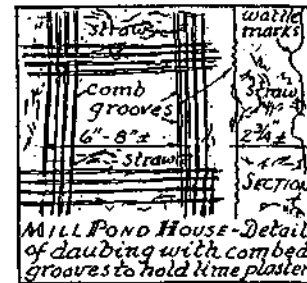 straw
wattle
marks
comb
grooves
Straw
6"-8"±
2¾"±
straw
SECTION
MILL POND HOUSE-Detail
of daubing with combed
grooves to hold lime plaster